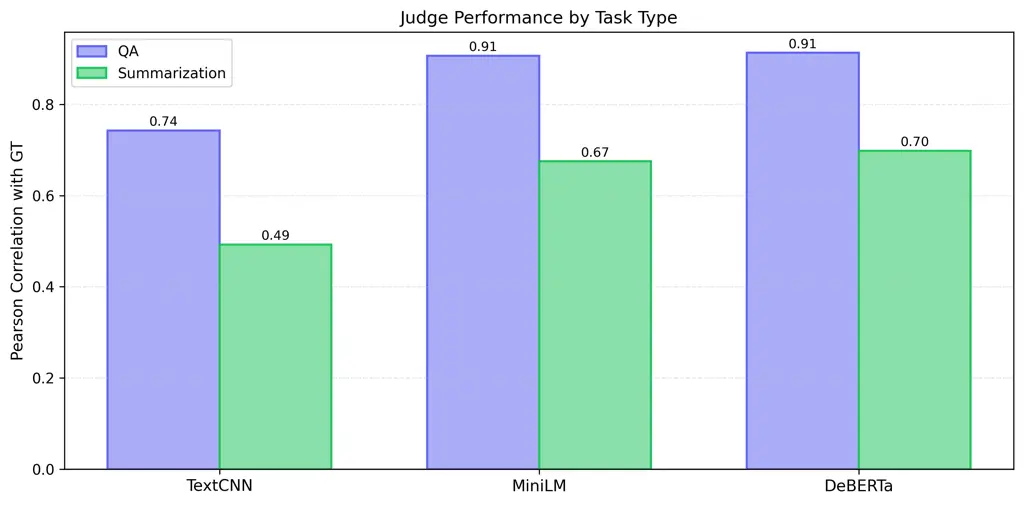 Judge Performance by Task Type
QA
Summarization
Pearson Correlation with GT
0.8
0.6
0.4
0.2
0.0
0.74
0.49
0.91
0.67
0.91
0.70
TextCNN
MiniLM
DeBERTa